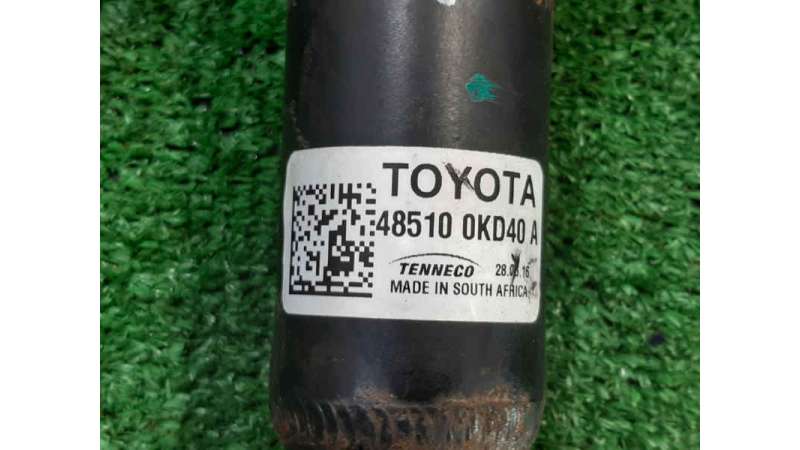 TOYOTA
48510 0KD40 A
TENNECO
MADE IN SOUTH AFRICA